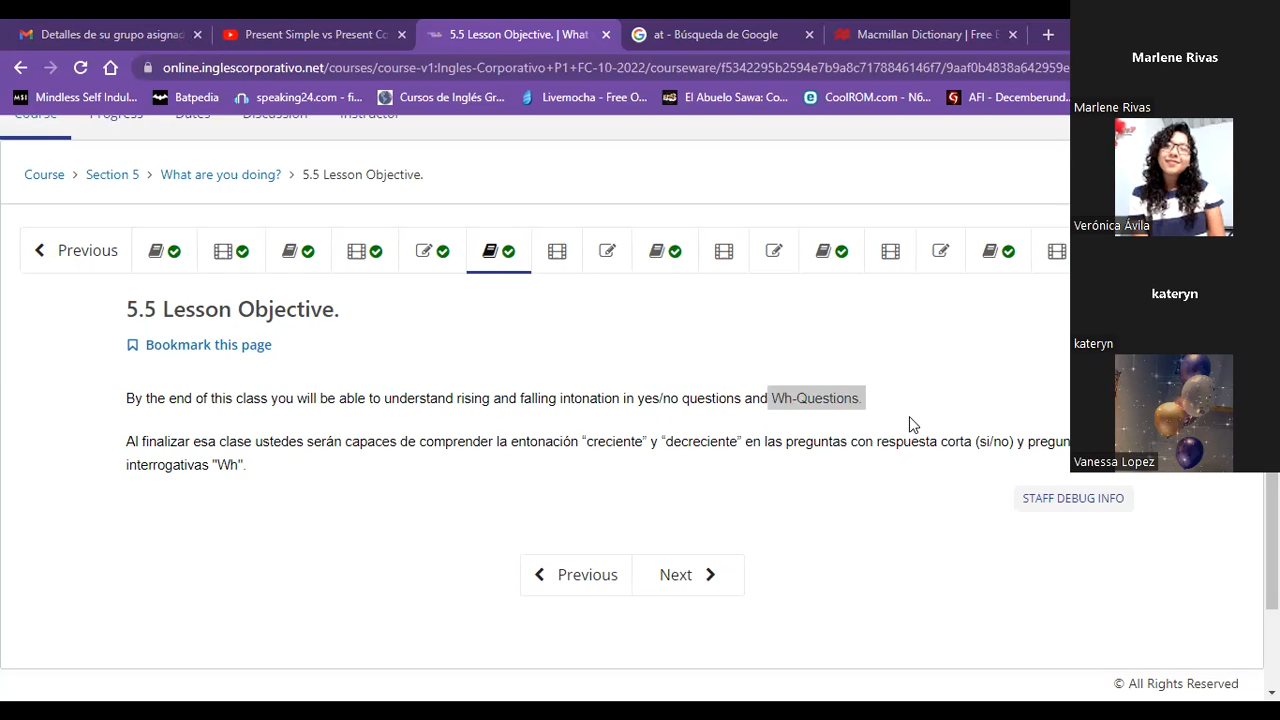 Detalles de su grupo asignad
Present Simple vs Present Co
5.5 Lesson Objective. | What
at - Búsqueda de Google
Macmillan Dictionary | Free E
online.inglescorporativo.net/courses/course-v1:Ingles-Corporativo+P1+FC-10-2022/courseware/f5342295b2594e7b9a8c7178846146f7/9aaf0b4838a642959e
Mindless Self Indul...
Batpedia
speaking24.com - fi...
Cursos de Inglés Gr...
Livemocha - Free O...
El Abuelo Sawa: Co...
CoolROM.com - N6...
AFI - Decemberund...
Course
Progress
Dates
Discussion
Instructor
Course > Section 5 > What are you doing? > 5.5 Lesson Objective.
Previous
5.5 Lesson Objective.
Bookmark this page
By the end of this class you will be able to understand rising and falling intonation in yes/no questions and Wh-Questions.
Al finalizar esa clase ustedes serán capaces de comprender la entonación “creciente” y “decreciente” en las preguntas con respuesta corta (si/no) y pregun
interrogativas "Wh".
STAFF DEBUG INFO
Previous
Next
© All Rights Reserved
Marlene Rivas
Marlene Rivas
Verónica Ávila
kateryn
kateryn
Vanessa Lopez